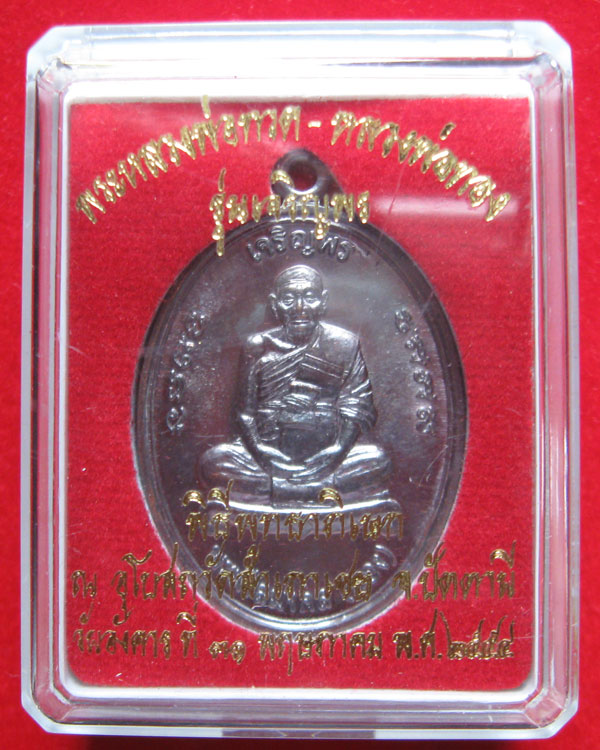 พระหลวงพ่อทวด - หลวงพ่อทอง
รุ่นเจริญพร
เจริญพร
พิธีพุทธาภิเษก
ณ อุโบสถวัดสำเภาเชย จ.ปัตตานี
วันอังคาร ที่ ๓๑ พฤษภาคม พ.ศ.๒๕๕๔